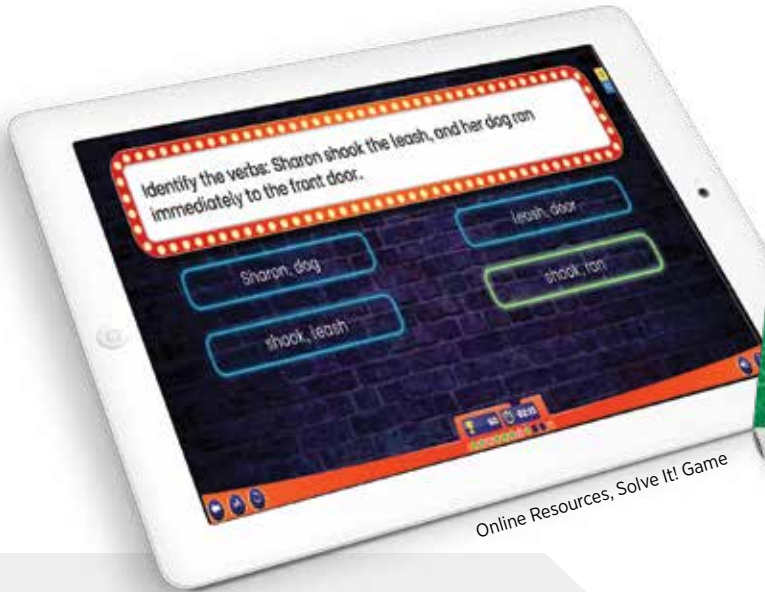 Identify the verbs: Sharon shook the leash, and her dog ran
immediately to the front door.
Sharon, dog
leash, door
shook, leash
shook, ran
Online Resources, Solve It! Game